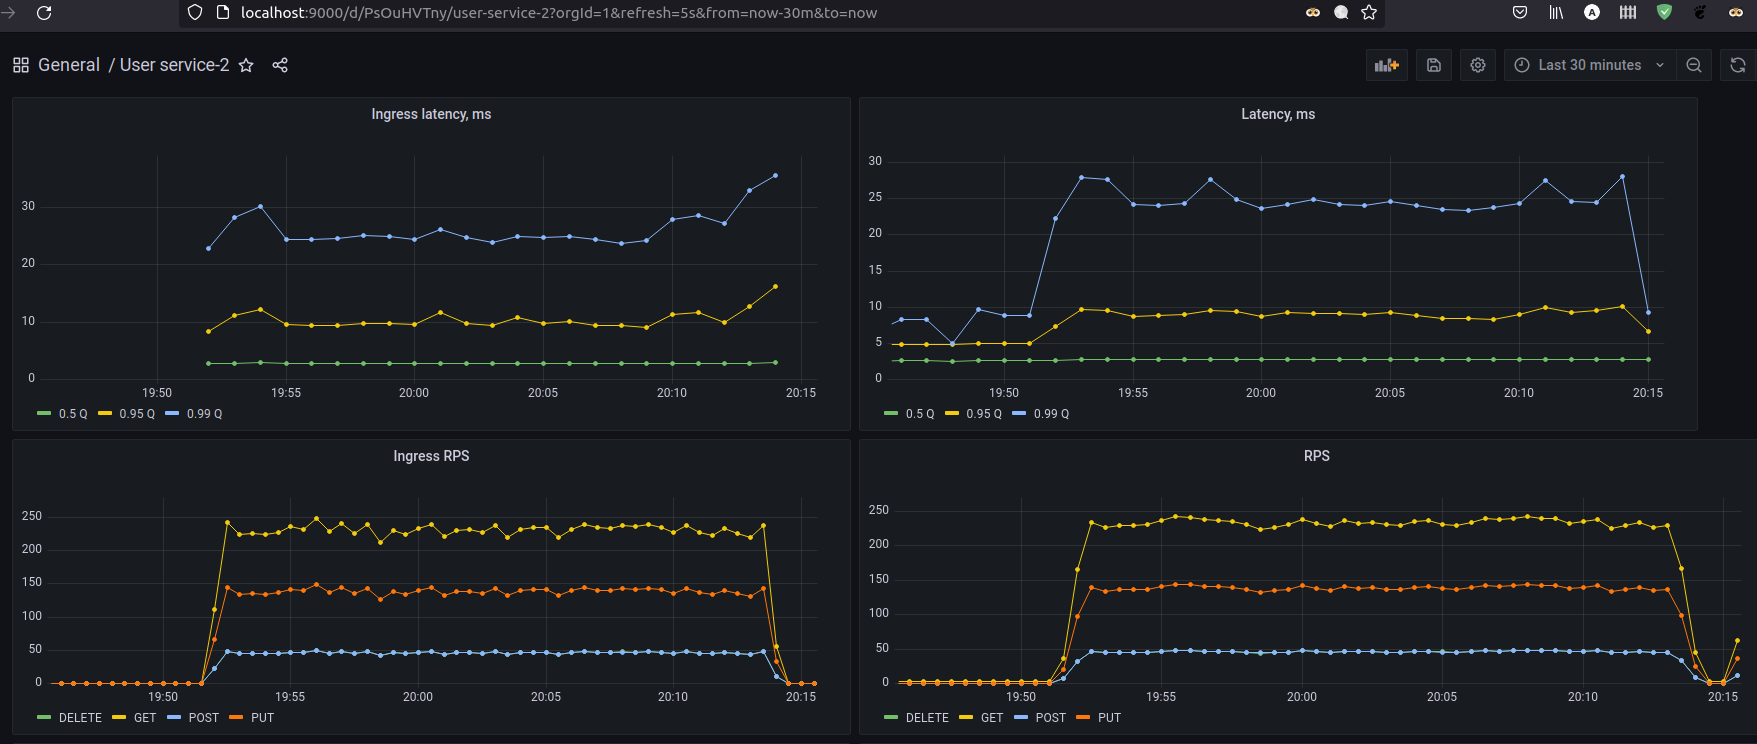 localhost:9000/d/PsOuHVTny/user-service-2?orgId=1&refresh=5s&from=now-30m&to=now
General / User service-2
Last 30 minutes
Ingress latency, ms
30
20
10
0
19:50 19:55 20:00 20:05 20:10 20:15
0.5 Q 0.95 Q 0.99 Q
Latency, ms
30
25
20
15
10
5
0
19:50 19:55 20:00 20:05 20:10 20:15
0.5 Q 0.95 Q 0.99 Q
Ingress RPS
250
200
150
100
50
0
19:50 19:55 20:00 20:05 20:10 20:15
DELETE GET POST PUT
RPS
250
200
150
100
50
0
19:50 19:55 20:00 20:05 20:10 20:15
DELETE GET POST PUT